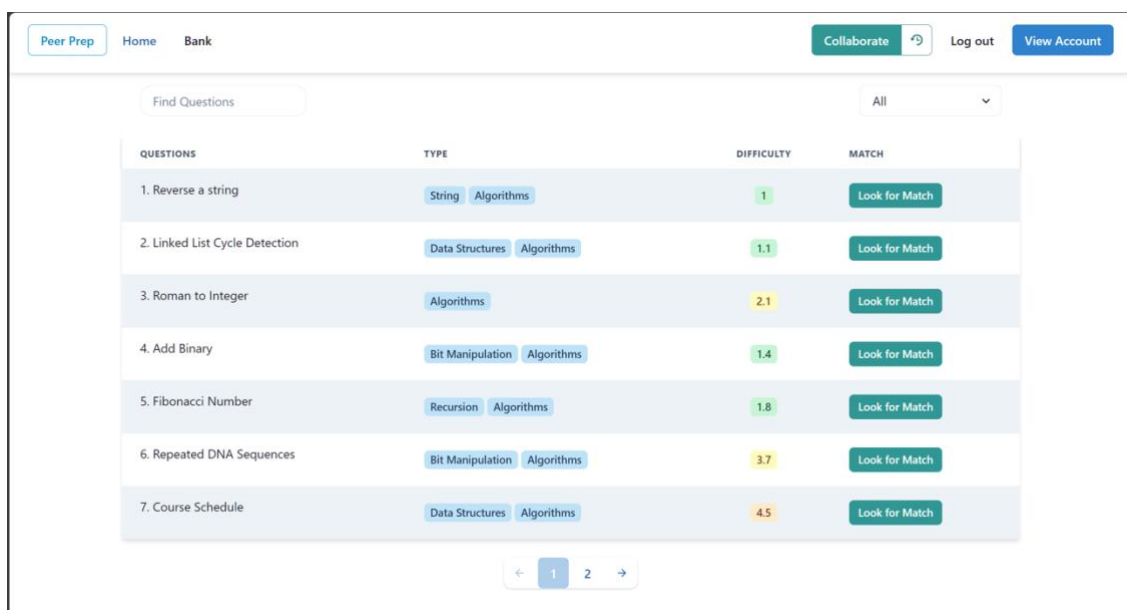 Peer Prep Home Bank Collaborate Log out View Account
Find Questions All
QUESTIONS TYPE DIFFICULTY MATCH
1. Reverse a string String Algorithms 1 Look for Match
2. Linked List Cycle Detection Data Structures Algorithms 1.1 Look for Match
3. Roman to Integer Algorithms 2.1 Look for Match
4. Add Binary Bit Manipulation Algorithms 1.4 Look for Match
5. Fibonacci Number Recursion Algorithms 1.8 Look for Match
6. Repeated DNA Sequences Bit Manipulation Algorithms 3.7 Look for Match
7. Course Schedule Data Structures Algorithms 4.5 Look for Match
← 1 2 →